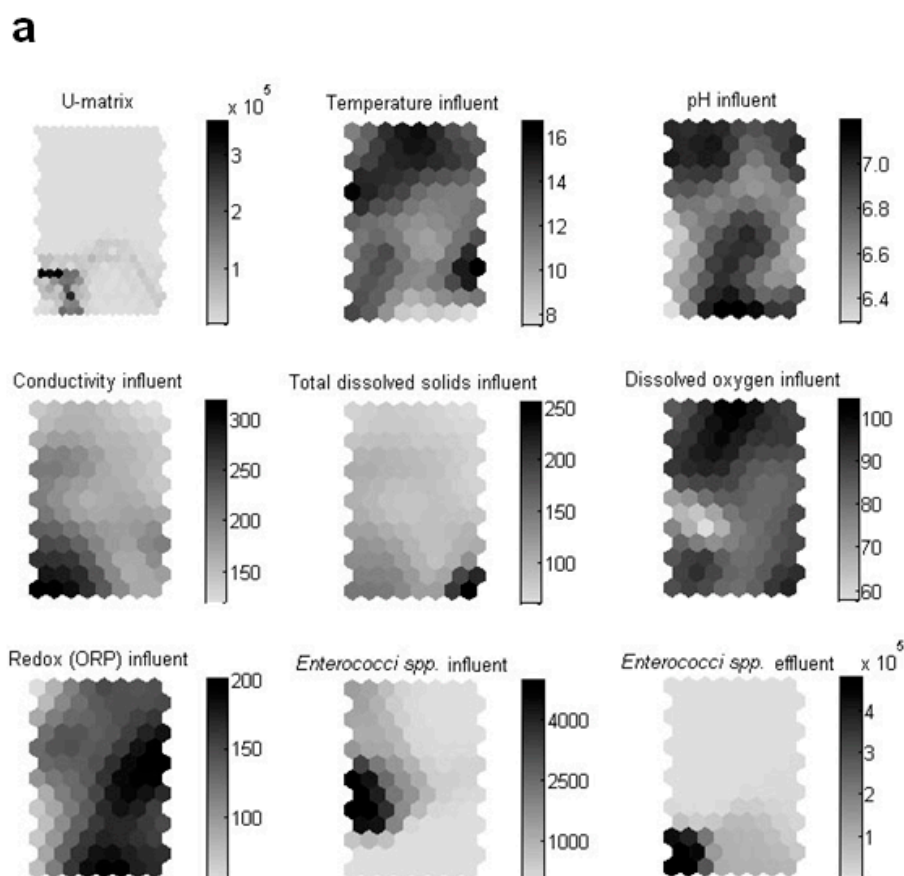 a
U-matrix
x 10^5
3
2
1
Temperature influent
16
14
12
10
8
pH influent
7.0
6.8
6.6
6.4
Conductivity influent
300
250
200
150
Total dissolved solids influent
250
200
150
100
Dissolved oxygen influent
100
90
80
70
60
Redox (ORP) influent
200
150
100
Enterococci spp. influent
4000
2500
1000
Enterococci spp. effluent
x 10^5
4
3
2
1